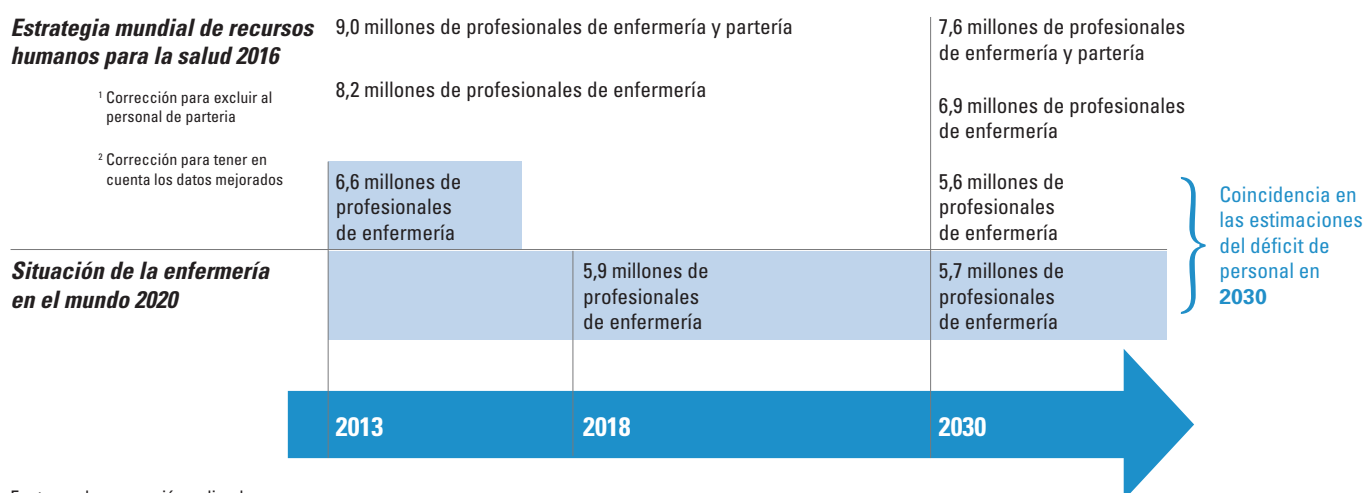 Estrategia mundial de recursos
humanos para la salud 2016
9,0 millones de profesionales de enfermería y partería
7,6 millones de profesionales
de enfermería y partería
¹ Corrección para excluir al
personal de parteria
8,2 millones de profesionales de enfermería
6,9 millones de profesionales
de enfermería
² Corrección para tener en
cuenta los datos mejorados
6,6 millones de
profesionales
de enfermería
5,6 millones de
profesionales
de enfermería
Coincidencia en
las estimaciones
del déficit de
personal en
2030
Situación de la enfermería
en el mundo 2020
5,9 millones de
profesionales
de enfermería
5,7 millones de
profesionales
de enfermería
2013
2018
2030